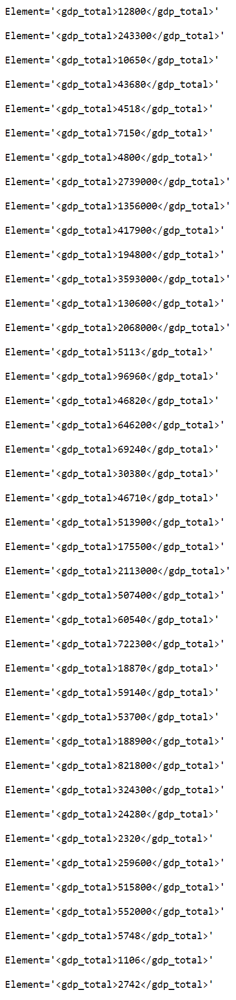 Element='<gdp_total>12800</gdp_total>'
Element='<gdp_total>243300</gdp_total>'
Element='<gdp_total>10650</gdp_total>'
Element='<gdp_total>43680</gdp_total>'
Element='<gdp_total>4518</gdp_total>'
Element='<gdp_total>7150</gdp_total>'
Element='<gdp_total>4800</gdp_total>'
Element='<gdp_total>2739000</gdp_total>'
Element='<gdp_total>1356000</gdp_total>'
Element='<gdp_total>417900</gdp_total>'
Element='<gdp_total>194800</gdp_total>'
Element='<gdp_total>3593000</gdp_total>'
Element='<gdp_total>130600</gdp_total>'
Element='<gdp_total>2068000</gdp_total>'
Element='<gdp_total>5113</gdp_total>'
Element='<gdp_total>96960</gdp_total>'
Element='<gdp_total>46820</gdp_total>'
Element='<gdp_total>646200</gdp_total>'
Element='<gdp_total>69240</gdp_total>'
Element='<gdp_total>30380</gdp_total>'
Element='<gdp_total>46710</gdp_total>'
Element='<gdp_total>513900</gdp_total>'
Element='<gdp_total>175500</gdp_total>'
Element='<gdp_total>2113000</gdp_total>'
Element='<gdp_total>507400</gdp_total>'
Element='<gdp_total>60540</gdp_total>'
Element='<gdp_total>722300</gdp_total>'
Element='<gdp_total>18870</gdp_total>'
Element='<gdp_total>59140</gdp_total>'
Element='<gdp_total>53700</gdp_total>'
Element='<gdp_total>188900</gdp_total>'
Element='<gdp_total>821800</gdp_total>'
Element='<gdp_total>324300</gdp_total>'
Element='<gdp_total>24280</gdp_total>'
Element='<gdp_total>2320</gdp_total>'
Element='<gdp_total>259600</gdp_total>'
Element='<gdp_total>515800</gdp_total>'
Element='<gdp_total>552000</gdp_total>'
Element='<gdp_total>5748</gdp_total>'
Element='<gdp_total>1106</gdp_total>'
Element='<gdp_total>2742</gdp_total>'